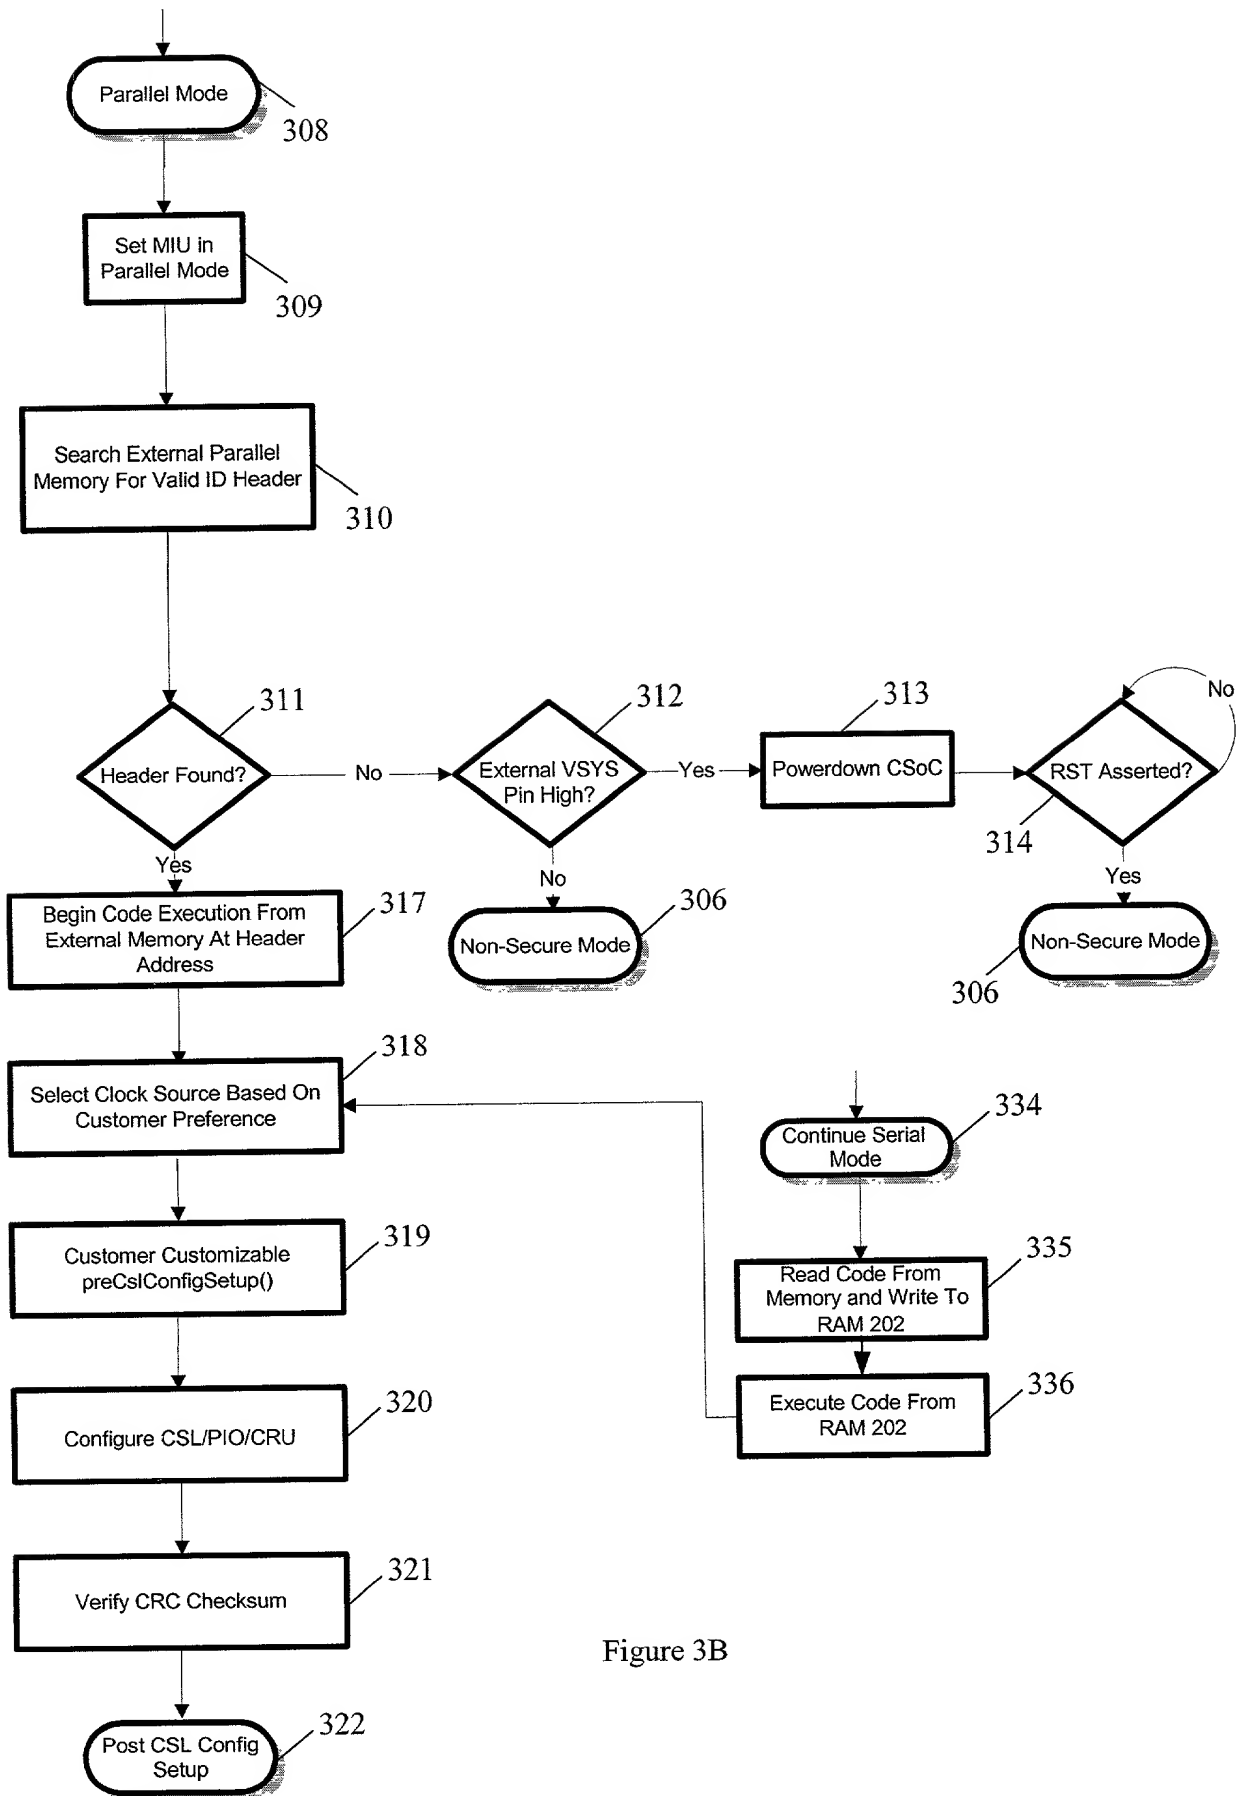 Parallel Mode
308
Set MIU in
Parallel Mode
309
Search External Parallel
Memory For Valid ID Header
310
311
Header Found?
No
312
External VSYS
Pin High?
Yes
313
Powerdown CSoC
RST Asserted?
No
314
Yes
No
Yes
317
Begin Code Execution From
External Memory At Header
Address
306
Non-Secure Mode
Non-Secure Mode
306
318
Select Clock Source Based On
Customer Preference
334
Continue Serial
Mode
319
Customer Customizable
preCslConfigSetup()
335
Read Code From
Memory and Write To
RAM 202
336
Execute Code From
RAM 202
320
Configure CSL/PIO/CRU
321
Verify CRC Checksum
Figure 3B
322
Post CSL Config
Setup